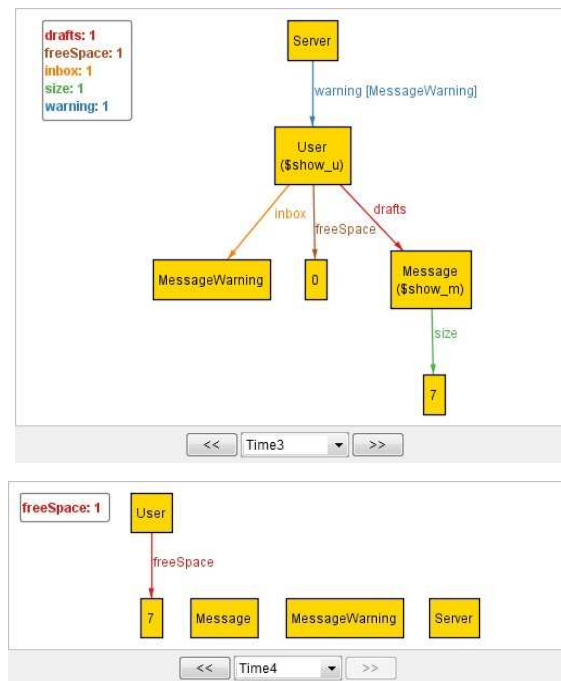 drafts: 1
freeSpace: 1
inbox: 1
size: 1
warning: 1
Server
warning [MessageWarning]
User
($show_u)
inbox
freeSpace
drafts
MessageWarning
0
Message
($show_m)
size
7
<<
Time3
>>
freeSpace: 1
User
freeSpace
7
Message
MessageWarning
Server
<<
Time4
>>